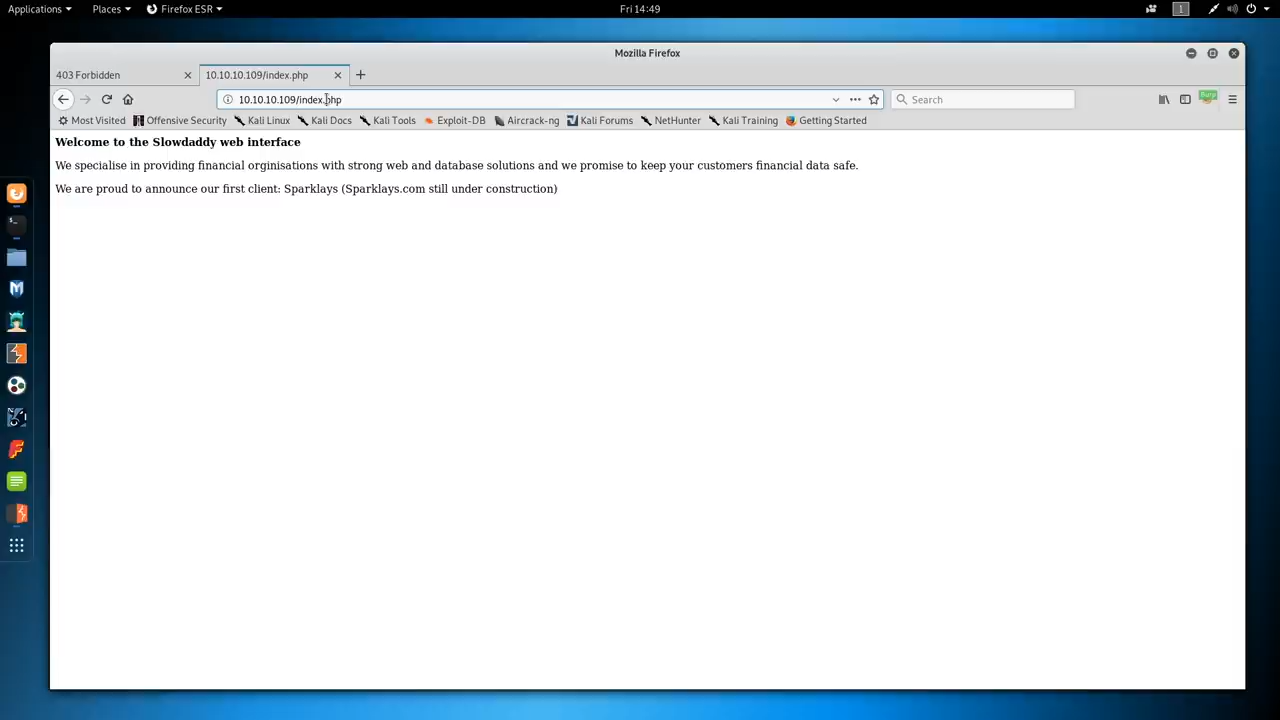 Applications Places Firefox ESR Fri 14:49 1
Mozilla Firefox
403 Forbidden 10.10.10.109/index.php
10.10.10.109/index.php Search Burp
Most Visited Offensive Security Kali Linux Kali Docs Kali Tools Exploit-DB Aircrack-ng Kali Forums NetHunter Kali Training Getting Started
Welcome to the Slowdaddy web interface
We specialise in providing financial orginisations with strong web and database solutions and we promise to keep your customers financial data safe.
We are proud to announce our first client: Sparklays (Sparklays.com still under construction)